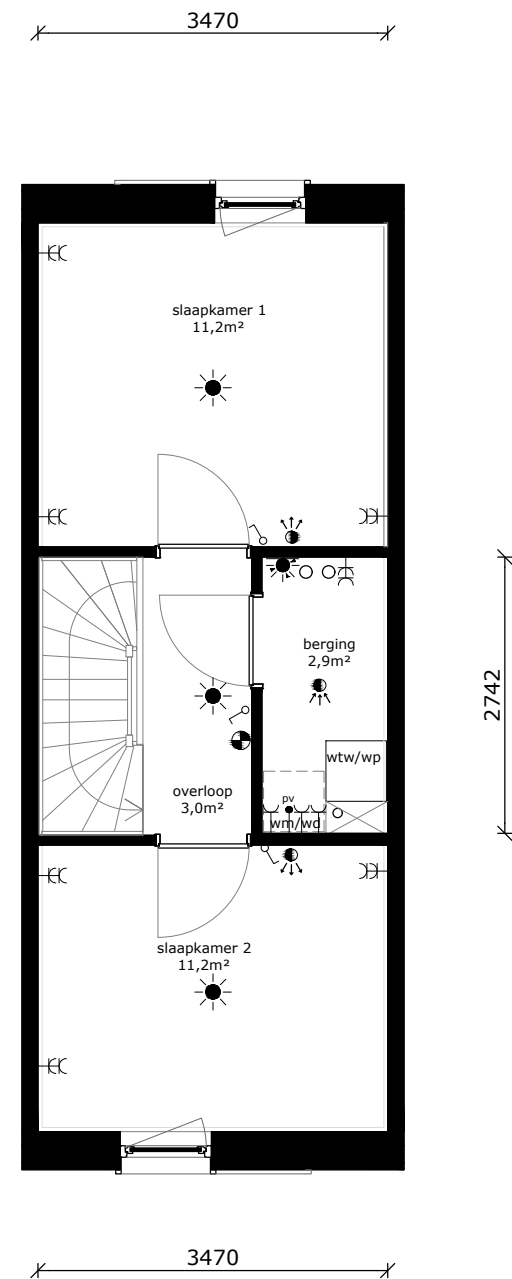 3470
slaapkamer 1
11,2m²
berging
2,9m²
2742
wtw/wp
overloop
3,0m²
pv
wm/wd
slaapkamer 2
11,2m²
3470